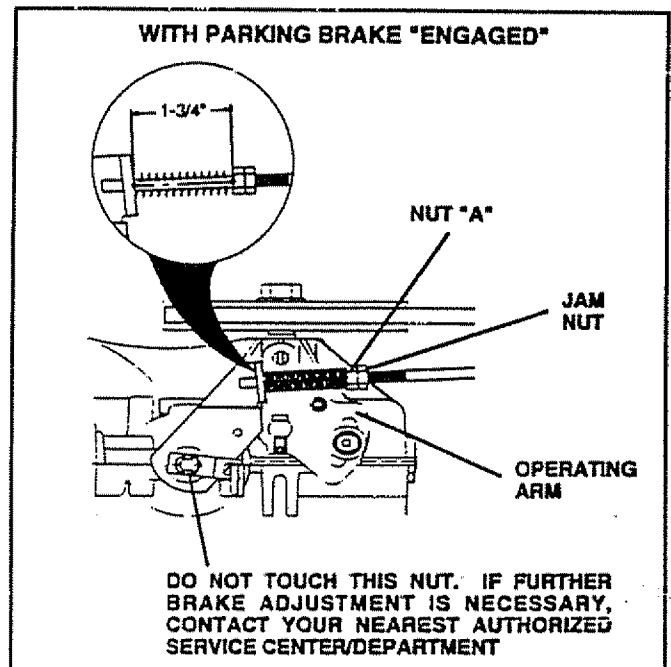 WITH PARKING BRAKE "ENGAGED"
1-3/4"
NUT "A"
JAM
NUT
OPERATING
ARM
DO NOT TOUCH THIS NUT. IF FURTHER
BRAKE ADJUSTMENT IS NECESSARY,
CONTACT YOUR NEAREST AUTHORIZED
SERVICE CENTER/DEPARTMENT